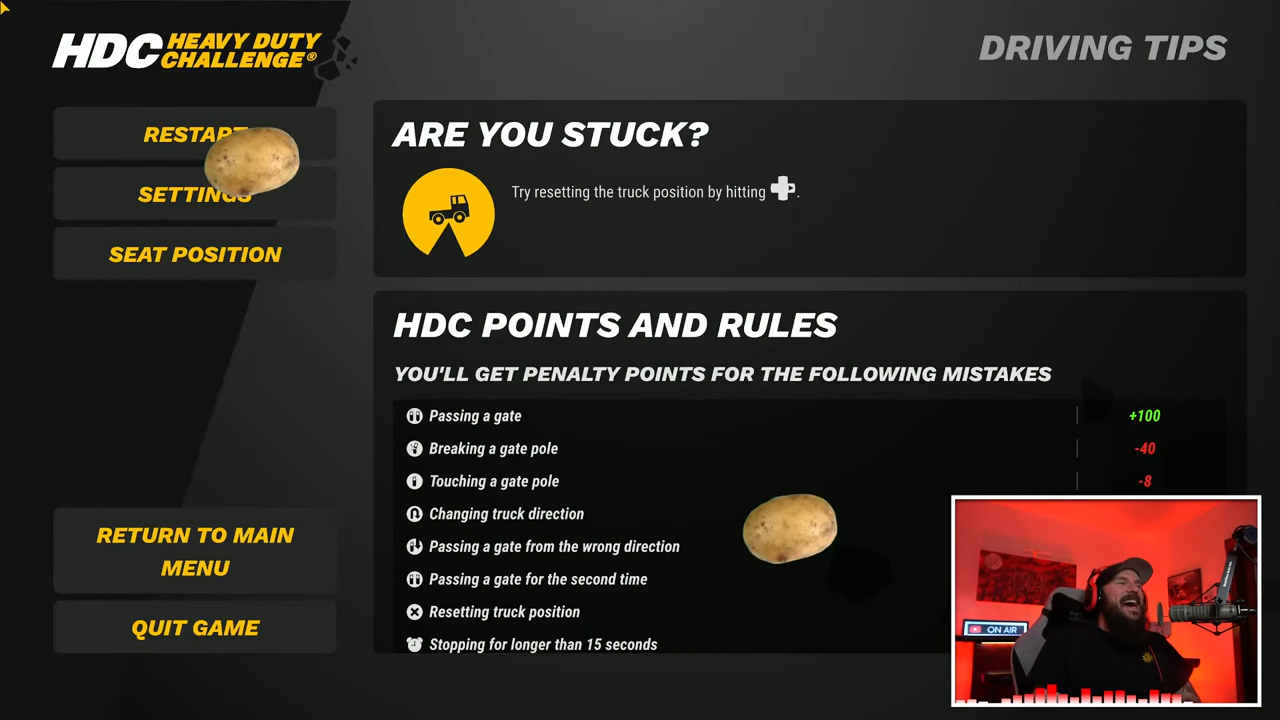 HDC HEAVY DUTY CHALLENGE®
DRIVING TIPS
RESTART
SETTINGS
SEAT POSITION
RETURN TO MAIN
MENU
QUIT GAME
ARE YOU STUCK?
Try resetting the truck position by hitting .
HDC POINTS AND RULES
YOU'LL GET PENALTY POINTS FOR THE FOLLOWING MISTAKES
Passing a gate +100
Breaking a gate pole -40
Touching a gate pole -8
Changing truck direction
Passing a gate from the wrong direction
Passing a gate for the second time
Resetting truck position
Stopping for longer than 15 seconds
ON AIR